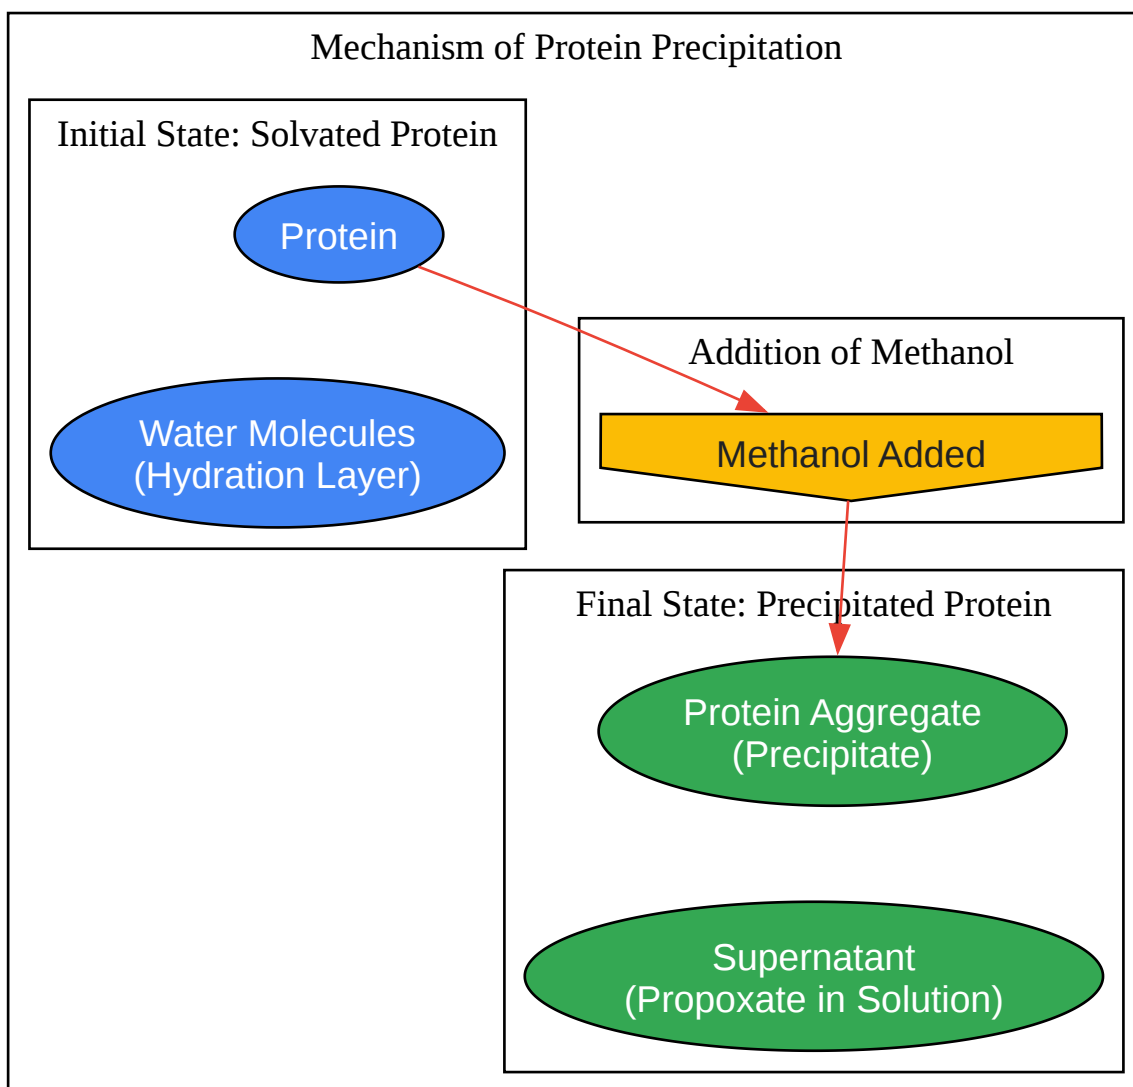 Mechanism of Protein Precipitation
Initial State: Solvated Protein
Protein
Water Molecules
(Hydration Layer)
Addition of Methanol
Methanol Added
Final State: Precipitated Protein
Protein Aggregate
(Precipitate)
Supernatant
(Propoxate in Solution)